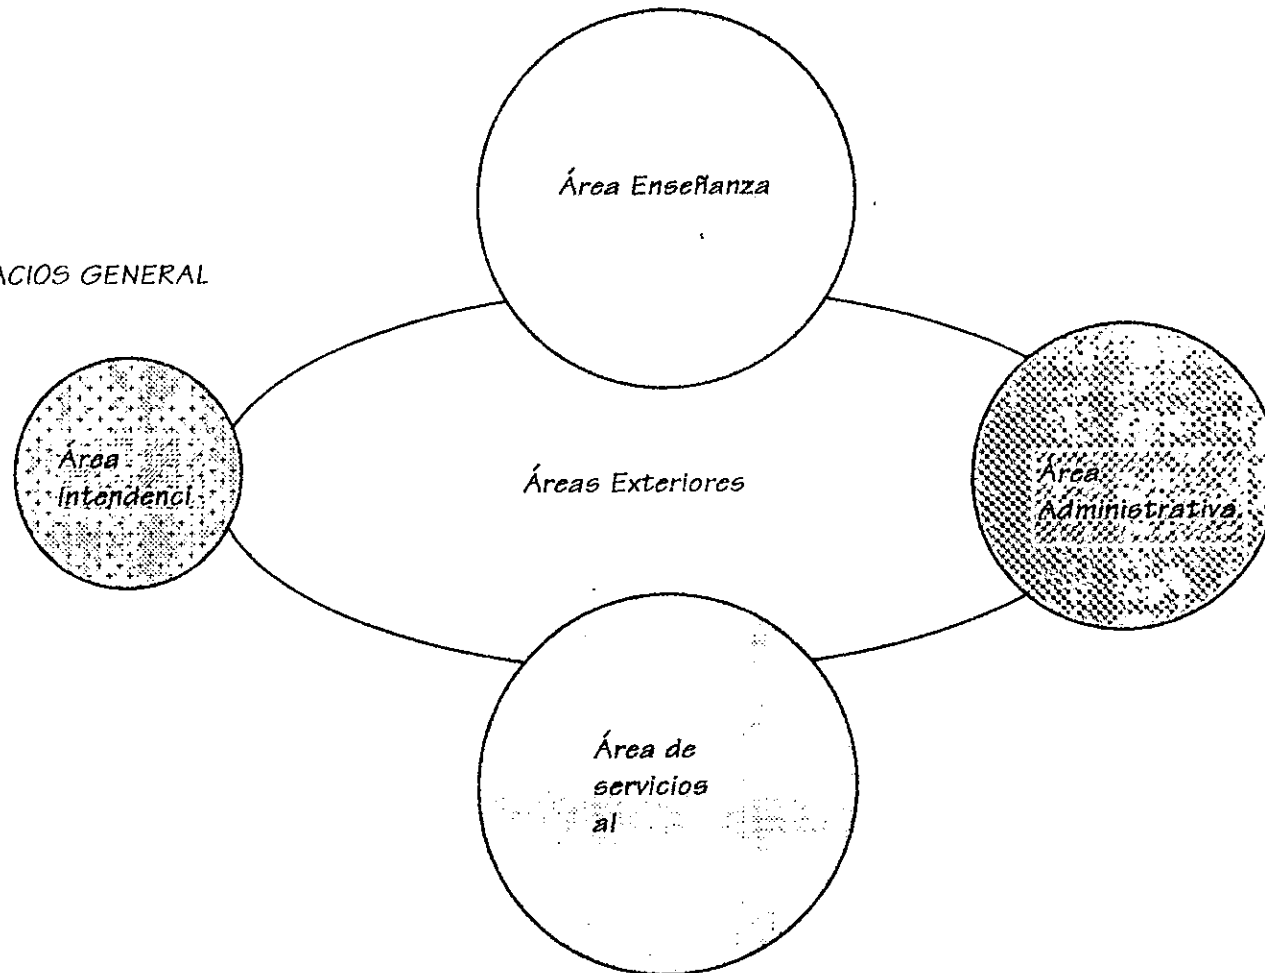 Área Enseñanza
ACIOS GENERAL
Área
Intendenci
Áreas Exteriores
Área
Administrativa
Área de
servicios
al